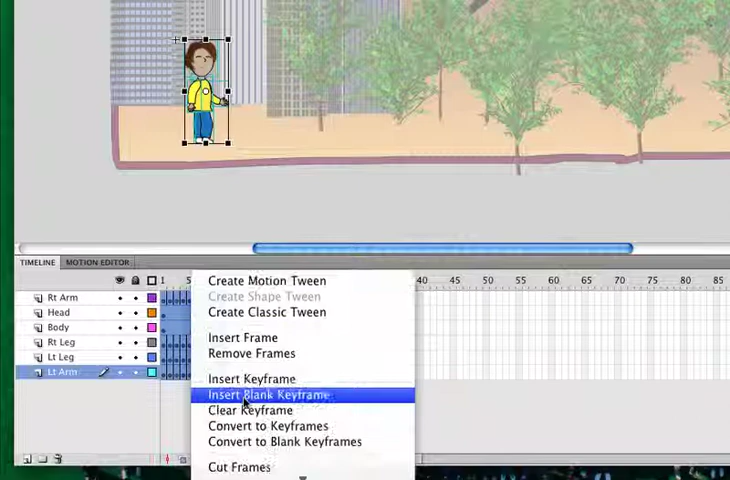 TIMELINE MOTION EDITOR
1 5 40 45 50 55 60 65 70 75 80 85
Create Motion Tween
Rt Arm
Create Shape Tween
Head
Create Classic Tween
Body
Rt Leg
Insert Frame
Lt Leg
Remove Frames
Lt Arm
Insert Keyframe
Insert Blank Keyframe
Clear Keyframe
Convert to Keyframes
Convert to Blank Keyframes
Cut Frames